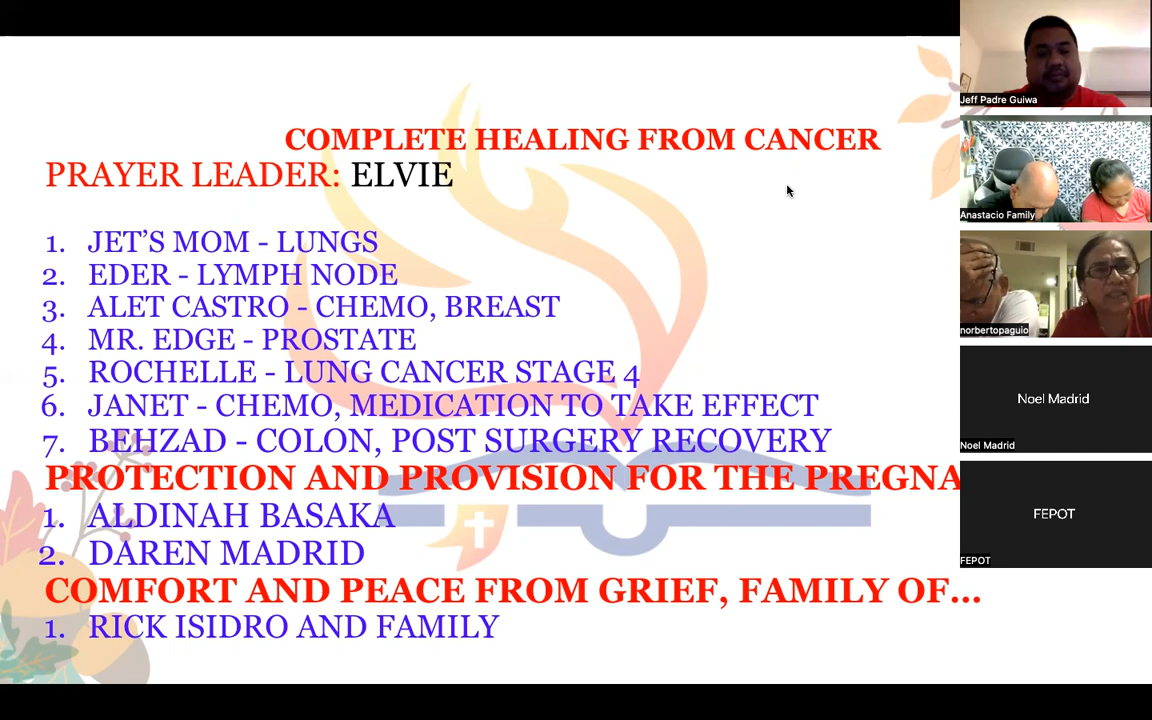 COMPLETE HEALING FROM CANCER
PRAYER LEADER: ELVIE
1. JET'S MOM - LUNGS
2. EDER - LYMPH NODE
3. ALET CASTRO - CHEMO, BREAST
4. MR. EDGE - PROSTATE
5. ROCHELLE - LUNG CANCER STAGE 4
6. JANET - CHEMO, MEDICATION TO TAKE EFFECT
7. BEHZAD - COLON, POST SURGERY RECOVERY
PROTECTION AND PROVISION FOR THE PREGNA
1. ALDINAH BASAKA
2. DAREN MADRID
COMFORT AND PEACE FROM GRIEF, FAMILY OF...
1. RICK ISIDRO AND FAMILY
Jeff Padre Guiwa
Anastacio Family
norbertopaguio
Noel Madrid
Noel Madrid
FEPOT
FEPOT